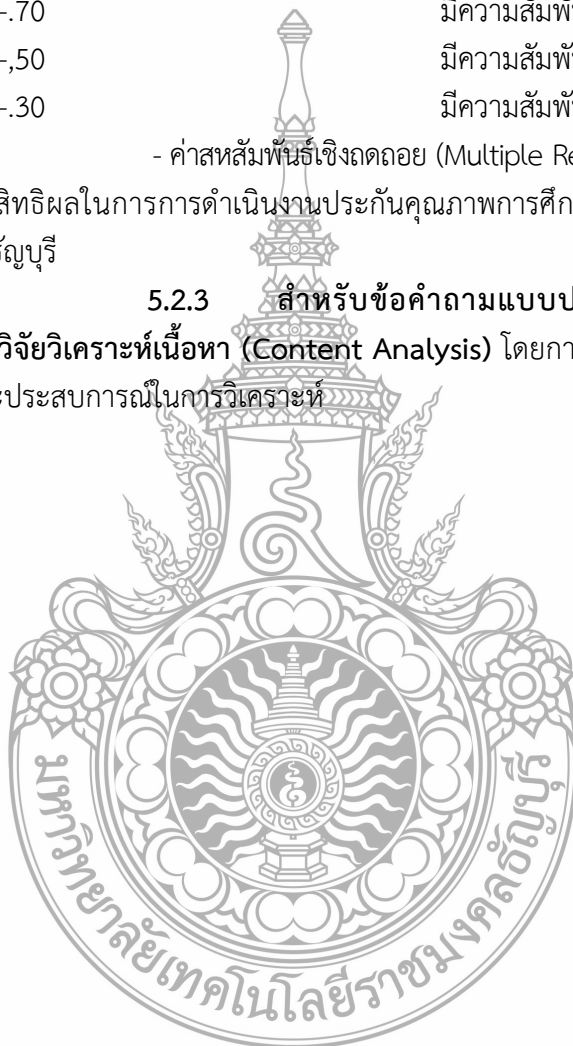 -.70 มีความสัมพั
-,50 มีความสัมพั
-.30 มีความสัมพั
- ค่าสหสัมพันธ์เชิงถดถอย (Multiple Re
สิทธิผลในการการดำเนินงานประกันคุณภาพการศึก
ัญบุรี
5.2.3 สำหรับข้อคำถามแบบป
วิจัยวิเคราะห์เนื้อหา (Content Analysis) โดยกา
ะประสบการณ์ในการวิเคราะห์
มหาวิทยาลัยเทคโนโลยีราชมงคลธัญบุรี